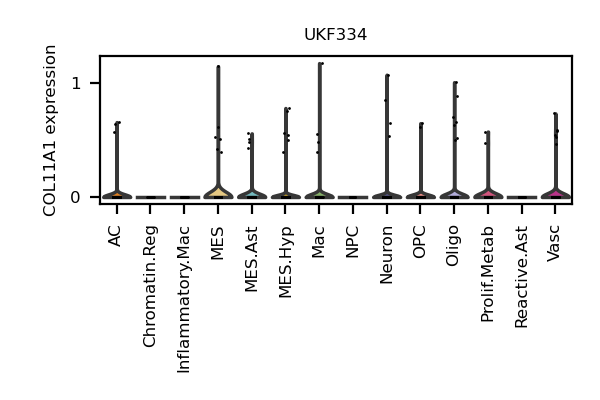 UKF334
COL11A1 expression
1
0
AC
Chromatin.Reg
Inflammatory.Mac
MES
MES.Ast
MES.Hyp
Mac
NPC
Neuron
OPC
Oligo
Prolif.Metab
Reactive.Ast
Vasc